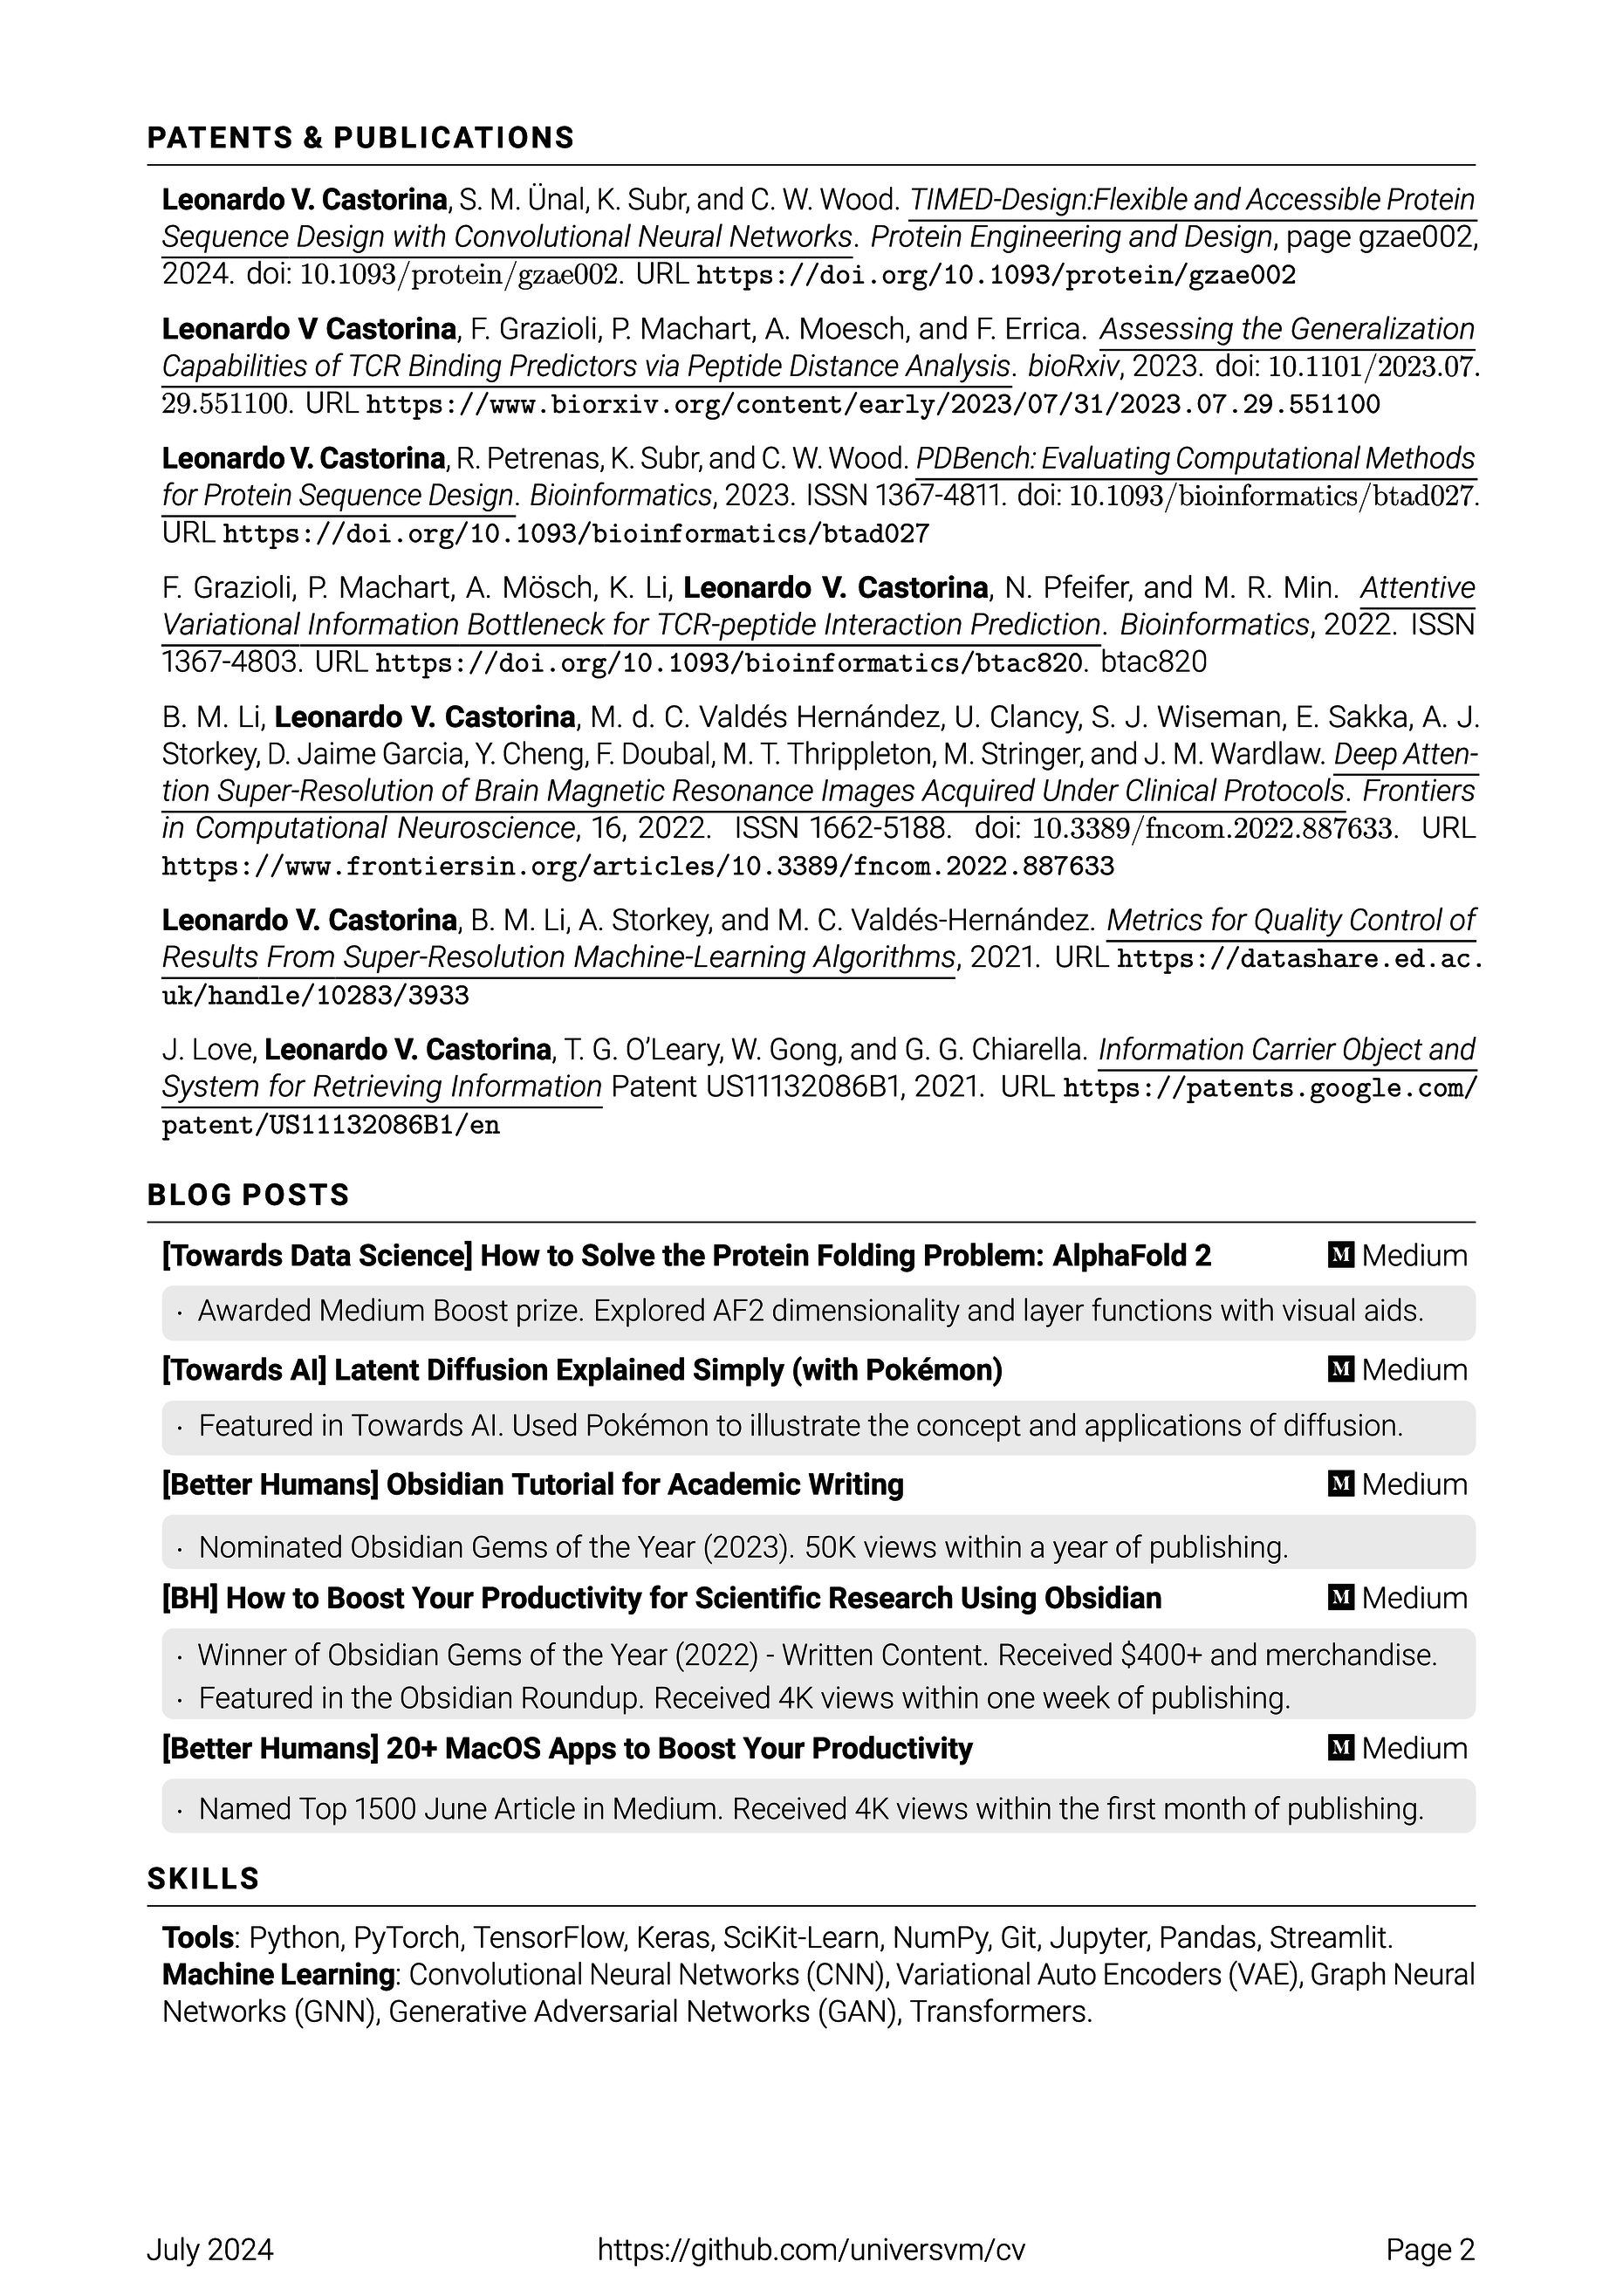 PATENTS & PUBLICATIONS
Leonardo V. Castorina, S. M. Ünal, K. Subr, and C. W. Wood. TIMED-Design:Flexible and Accessible Protein
Sequence Design with Convolutional Neural Networks. Protein Engineering and Design, page gzae002,
2024. doi: 10.1093/protein/gzae002. URL https://doi.org/10.1093/protein/gzae002
Leonardo V Castorina, F. Grazioli, P. Machart, A. Moesch, and F. Errica. Assessing the Generalization
Capabilities of TCR Binding Predictors via Peptide Distance Analysis. bioRxiv, 2023. doi: 10.1101/2023.07.
29.551100. URL https://www.biorxiv.org/content/early/2023/07/31/2023.07.29.551100
Leonardo V. Castorina, R. Petrenas, K. Subr, and C. W. Wood. PDBench: Evaluating Computational Methods
for Protein Sequence Design. Bioinformatics, 2023. ISSN 1367-4811. doi: 10.1093/bioinformatics/btad027.
URL https://doi.org/10.1093/bioinformatics/btad027
F. Grazioli, P. Machart, A. Mösch, K. Li, Leonardo V. Castorina, N. Pfeifer, and M. R. Min. Attentive
Variational Information Bottleneck for TCR-peptide Interaction Prediction. Bioinformatics, 2022. ISSN
1367-4803. URL https://doi.org/10.1093/bioinformatics/btac820. btac820
B. M. Li, Leonardo V. Castorina, M. d. C. Valdés Hernández, U. Clancy, S. J. Wiseman, E. Sakka, A. J.
Storkey, D. Jaime Garcia, Y. Cheng, F. Doubal, M. T. Thrippleton, M. Stringer, and J. M. Wardlaw. Deep Atten-
tion Super-Resolution of Brain Magnetic Resonance Images Acquired Under Clinical Protocols. Frontiers
in Computational Neuroscience, 16, 2022. ISSN 1662-5188. doi: 10.3389/fncom.2022.887633. URL
https://www.frontiersin.org/articles/10.3389/fncom.2022.887633
Leonardo V. Castorina, B. M. Li, A. Storkey, and M. C. Valdés-Hernández. Metrics for Quality Control of
Results From Super-Resolution Machine-Learning Algorithms, 2021. URL https://datashare.ed.ac.
uk/handle/10283/3933
J. Love, Leonardo V. Castorina, T. G. O’Leary, W. Gong, and G. G. Chiarella. Information Carrier Object and
System for Retrieving Information Patent US11132086B1, 2021. URL https://patents.google.com/
patent/US11132086B1/en
BLOG POSTS
[Towards Data Science] How to Solve the Protein Folding Problem: AlphaFold 2 M Medium
· Awarded Medium Boost prize. Explored AF2 dimensionality and layer functions with visual aids.
[Towards AI] Latent Diffusion Explained Simply (with Pokémon) M Medium
· Featured in Towards AI. Used Pokémon to illustrate the concept and applications of diffusion.
[Better Humans] Obsidian Tutorial for Academic Writing M Medium
· Nominated Obsidian Gems of the Year (2023). 50K views within a year of publishing.
[BH] How to Boost Your Productivity for Scientific Research Using Obsidian M Medium
· Winner of Obsidian Gems of the Year (2022) - Written Content. Received $400+ and merchandise.
· Featured in the Obsidian Roundup. Received 4K views within one week of publishing.
[Better Humans] 20+ MacOS Apps to Boost Your Productivity M Medium
· Named Top 1500 June Article in Medium. Received 4K views within the first month of publishing.
SKILLS
Tools: Python, PyTorch, TensorFlow, Keras, SciKit-Learn, NumPy, Git, Jupyter, Pandas, Streamlit.
Machine Learning: Convolutional Neural Networks (CNN), Variational Auto Encoders (VAE), Graph Neural
Networks (GNN), Generative Adversarial Networks (GAN), Transformers.
July 2024 https://github.com/universvm/cv Page 2